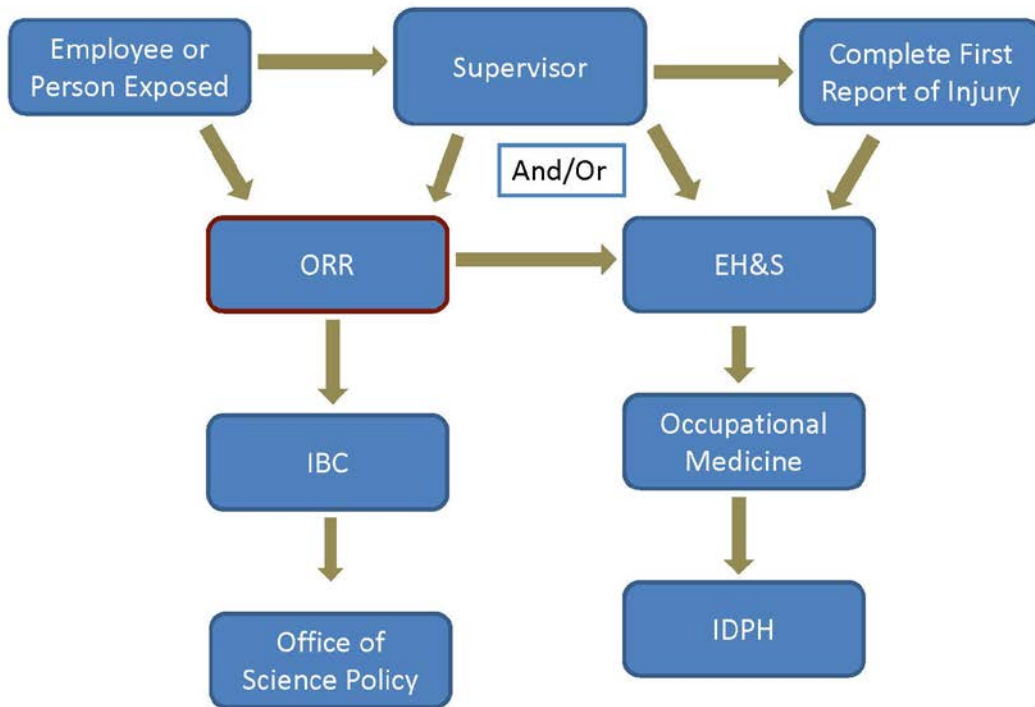 Employee or
Person Exposed
Supervisor
Complete First
Report of Injury
And/Or
ORR
EH&S
IBC
Occupational
Medicine
Office of
Science Policy
IDPH